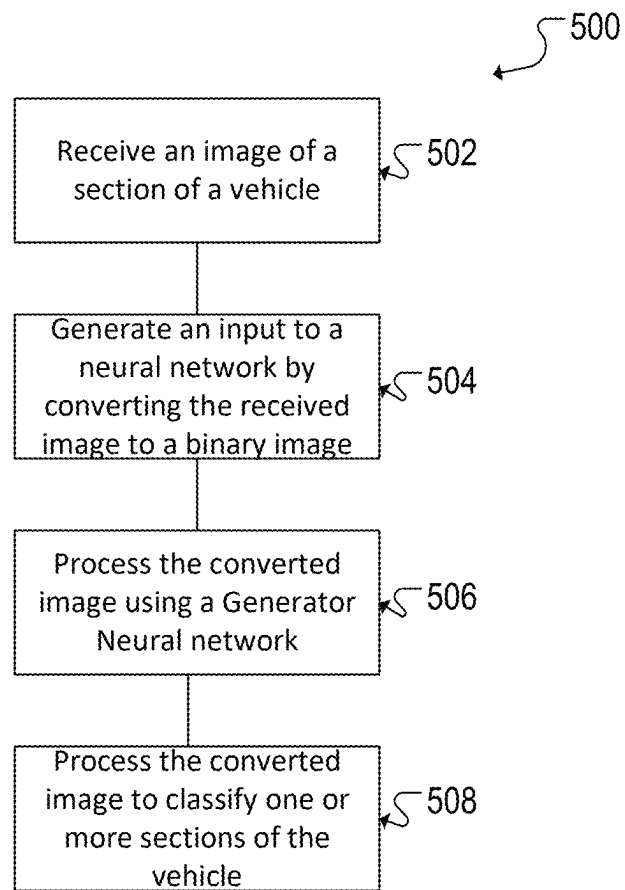 500
Receive an image of a
section of a vehicle
502
Generate an input to a
neural network by
converting the received
image to a binary image
504
Process the converted
image using a Generator
Neural network
506
Process the converted
image to classify one or
more sections of the
vehicle
508